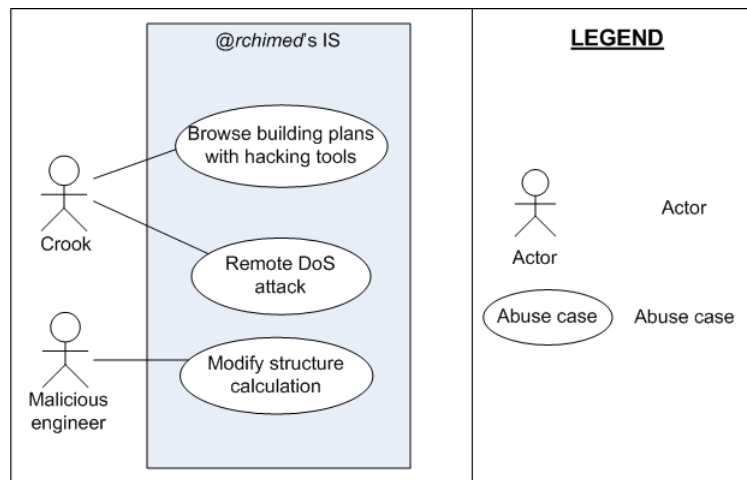 @rchimed's IS
Browse building plans
with hacking tools
Crook
Remote DoS
attack
Modify structure
calculation
Malicious
engineer
LEGEND
Actor
Actor
Abuse case
Abuse case